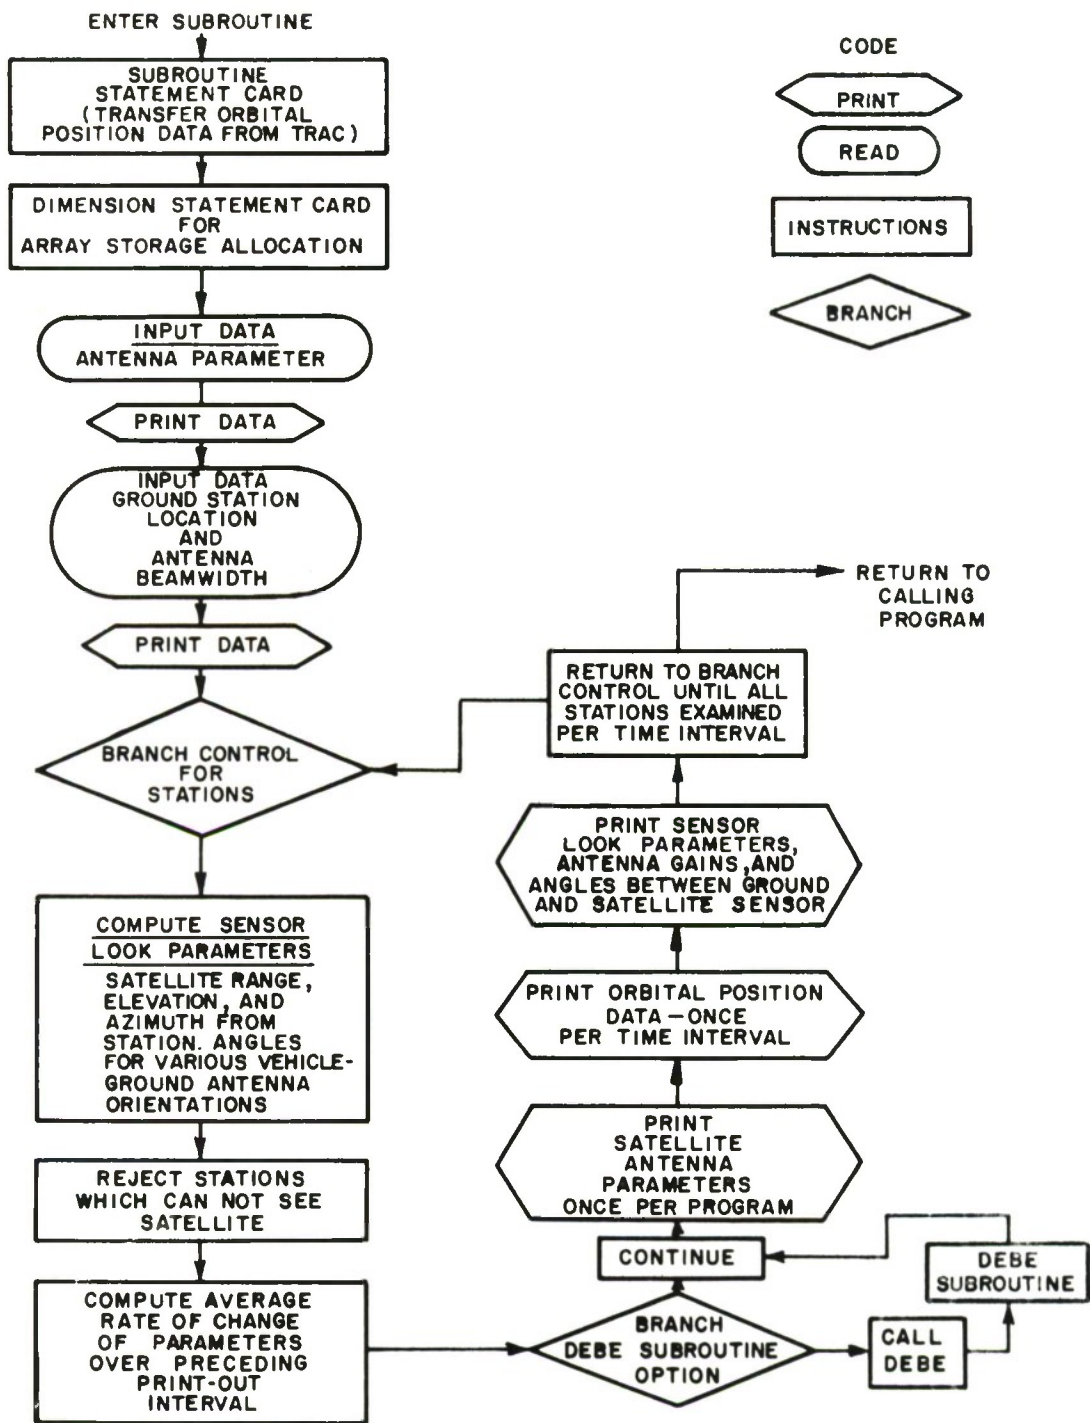 ENTER SUBROUTINE
SUBROUTINE
STATEMENT CARD
(TRANSFER ORBITAL
POSITION DATA FROM TRAC)
DIMENSION STATEMENT CARD
FOR
ARRAY STORAGE ALLOCATION
INPUT DATA
ANTENNA PARAMETER
PRINT DATA
INPUT DATA
GROUND STATION
LOCATION
AND
ANTENNA
BEAMWIDTH
PRINT DATA
BRANCH CONTROL
FOR
STATIONS
COMPUTE SENSOR
LOOK PARAMETERS
SATELLITE RANGE,
ELEVATION, AND
AZIMUTH FROM
STATION. ANGLES
FOR VARIOUS VEHICLE-
GROUND ANTENNA
ORIENTATIONS
REJECT STATIONS
WHICH CAN NOT SEE
SATELLITE
COMPUTE AVERAGE
RATE OF CHANGE
OF PARAMETERS
OVER PRECEDING
PRINT-OUT
INTERVAL
BRANCH
DEBE SUBROUTINE
OPTION
CALL
DEBE
DEBE
SUBROUTINE
CONTINUE
PRINT
SATELLITE
ANTENNA
PARAMETERS
ONCE PER PROGRAM
PRINT ORBITAL POSITION
DATA—ONCE
PER TIME INTERVAL
PRINT SENSOR
LOOK PARAMETERS,
ANTENNA GAINS, AND
ANGLES BETWEEN GROUND
AND SATELLITE SENSOR
RETURN TO BRANCH
CONTROL UNTIL ALL
STATIONS EXAMINED
PER TIME INTERVAL
RETURN TO
CALLING
PROGRAM
CODE
PRINT
READ
INSTRUCTIONS
BRANCH